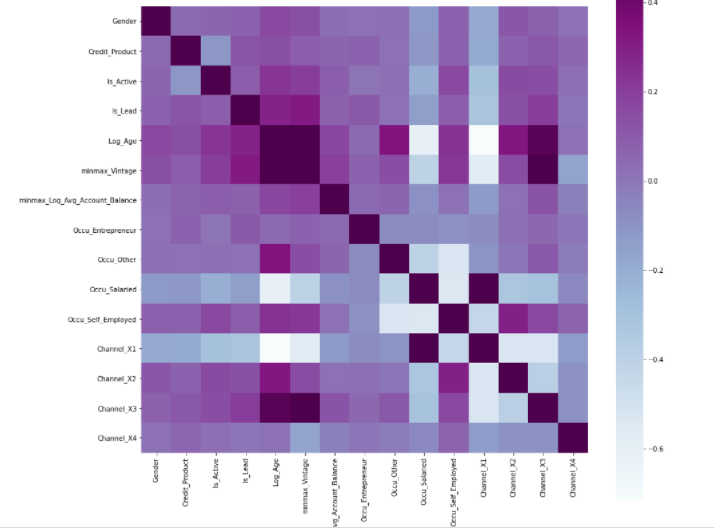 Gender
Credit_Product
Is_Active
Is_Lead
Log_Age
minmax_Vintage
minmax_Log_Avg_Account_Balance
Occu_Entrepreneur
Occu_Other
Occu_Salaried
Occu_Self_Employed
Channel_X1
Channel_X2
Channel_X3
Channel_X4
Gender
Credit_Product
Is_Active
Is_Lead
Log_Age
minmax_Vintage
vg_Account_Balance
Occu_Entrepreneur
Occu_Other
Occu_Salaried
Occu_Self_Employed
Channel_X1
Channel_X2
Channel_X3
Channel_X4
0.4
0.2
0.0
−0.2
−0.4
−0.6